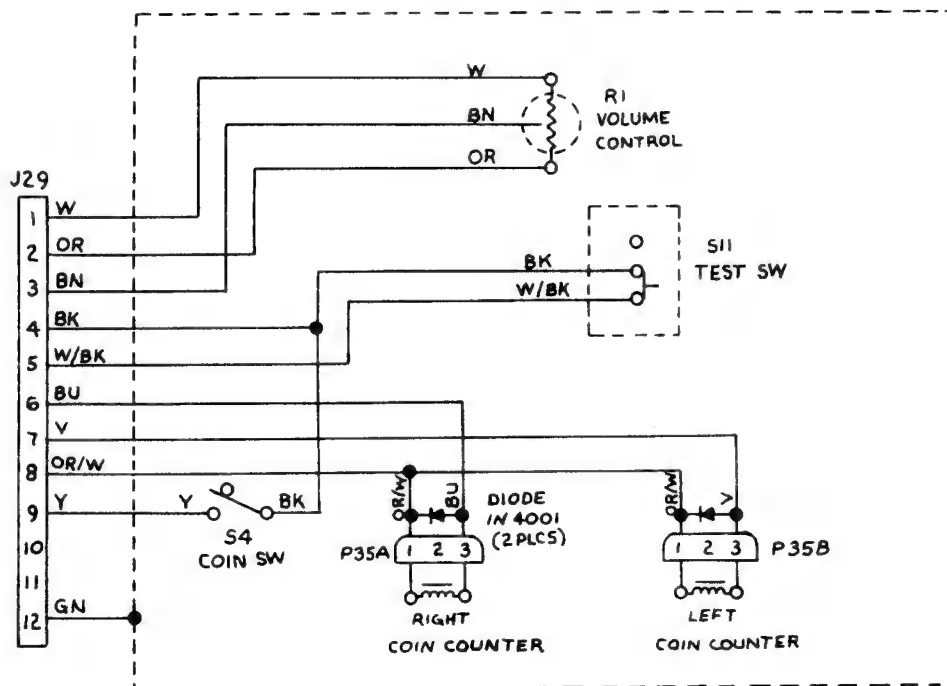 W
R1
VOLUME
CONTROL
BN
OR
J29
1 W
2 OR
3 BN
4 BK
5 W/BK
6 BU
7 V
8 OR/W
9 Y
10
11
12 GN
BK
W/BK
S11
TEST SW
Y
BK
S4
COIN SW
OR/W
BU
DIODE
IN 4001
(2 PLCS)
P35A
1 2 3
RIGHT
COIN COUNTER
OR/W
V
1 2 3
P35B
LEFT
COIN COUNTER